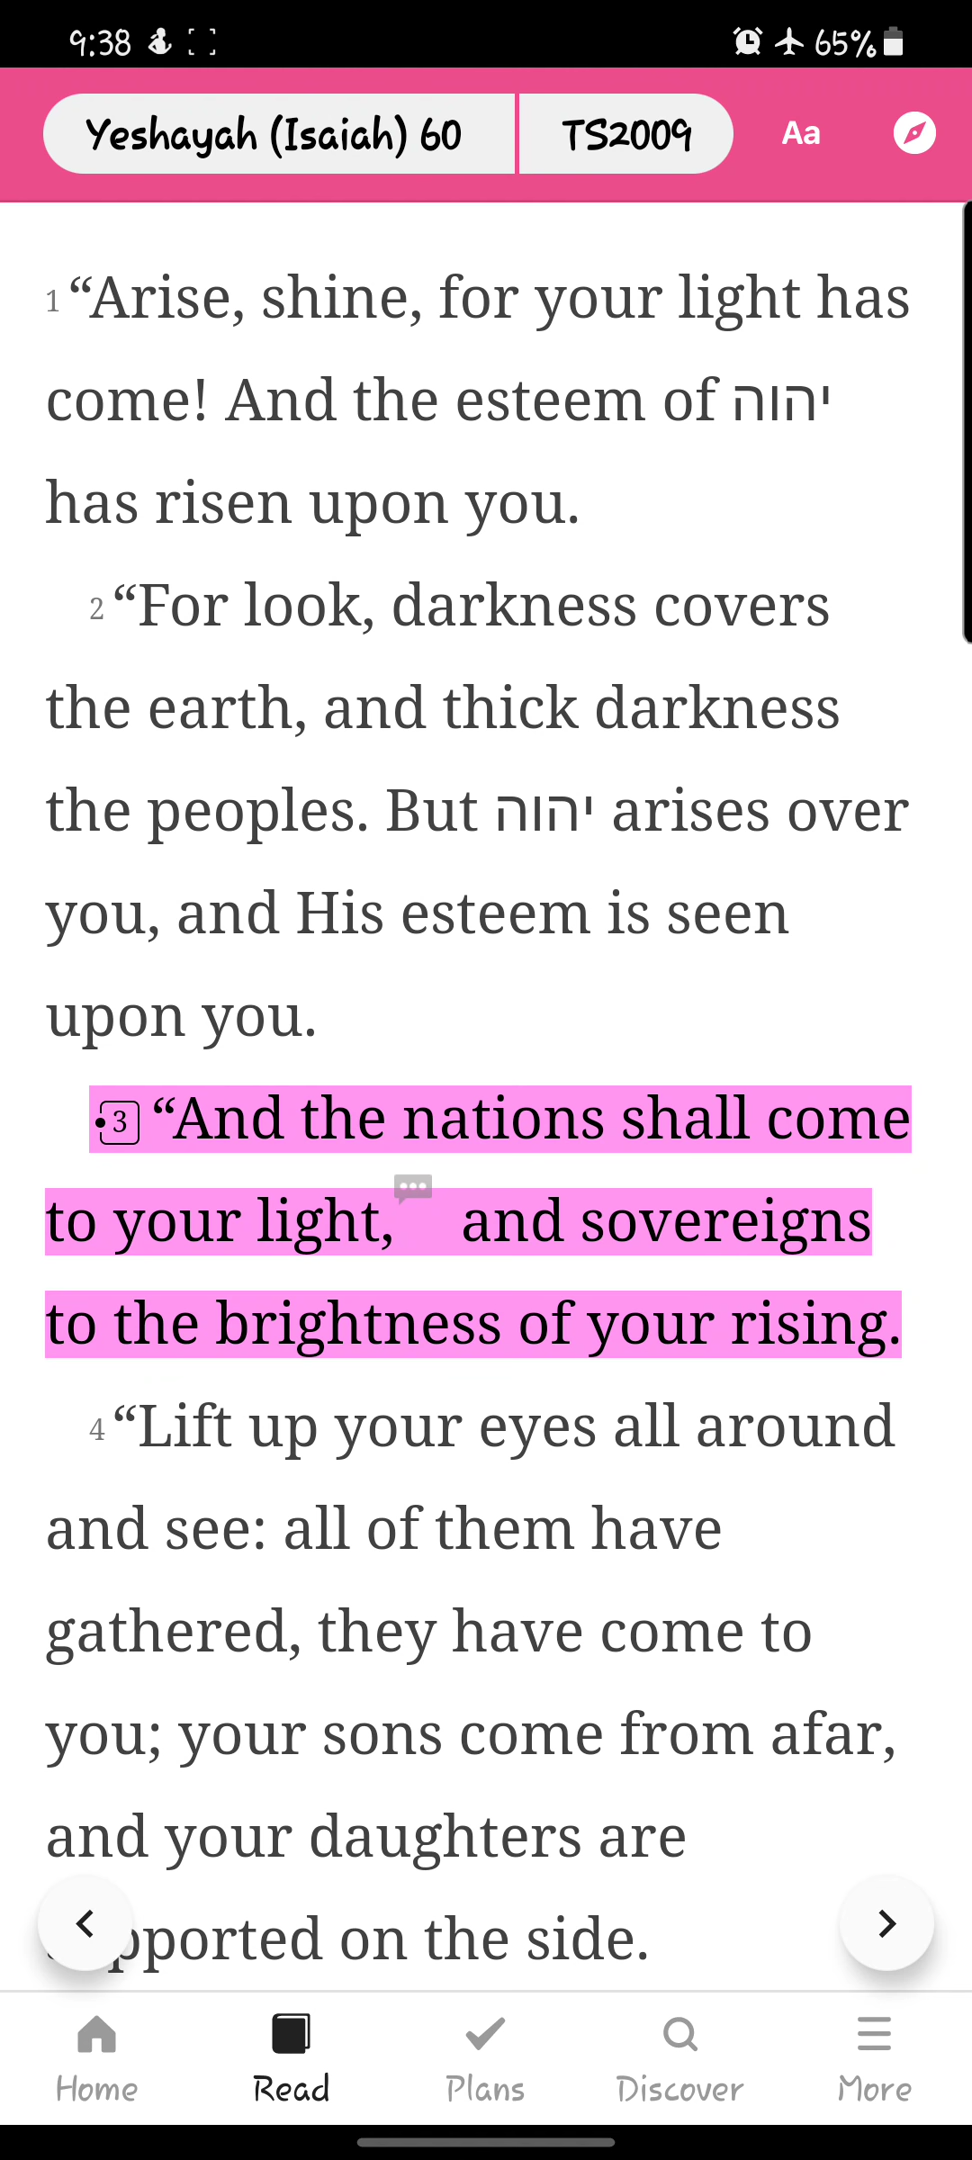 9:38 65%
Yeshayah (Isaiah) 60 TS2009 Aa
1 “Arise, shine, for your light has
come! And the esteem of יהוה
has risen upon you.
2 “For look, darkness covers
the earth, and thick darkness
the peoples. But יהוה arises over
you, and His esteem is seen
upon you.
3 “And the nations shall come
to your light, and sovereigns
to the brightness of your rising.
4 “Lift up your eyes all around
and see: all of them have
gathered, they have come to
you; your sons come from afar,
and your daughters are
pported on the side.
Home Read Plans Discover More